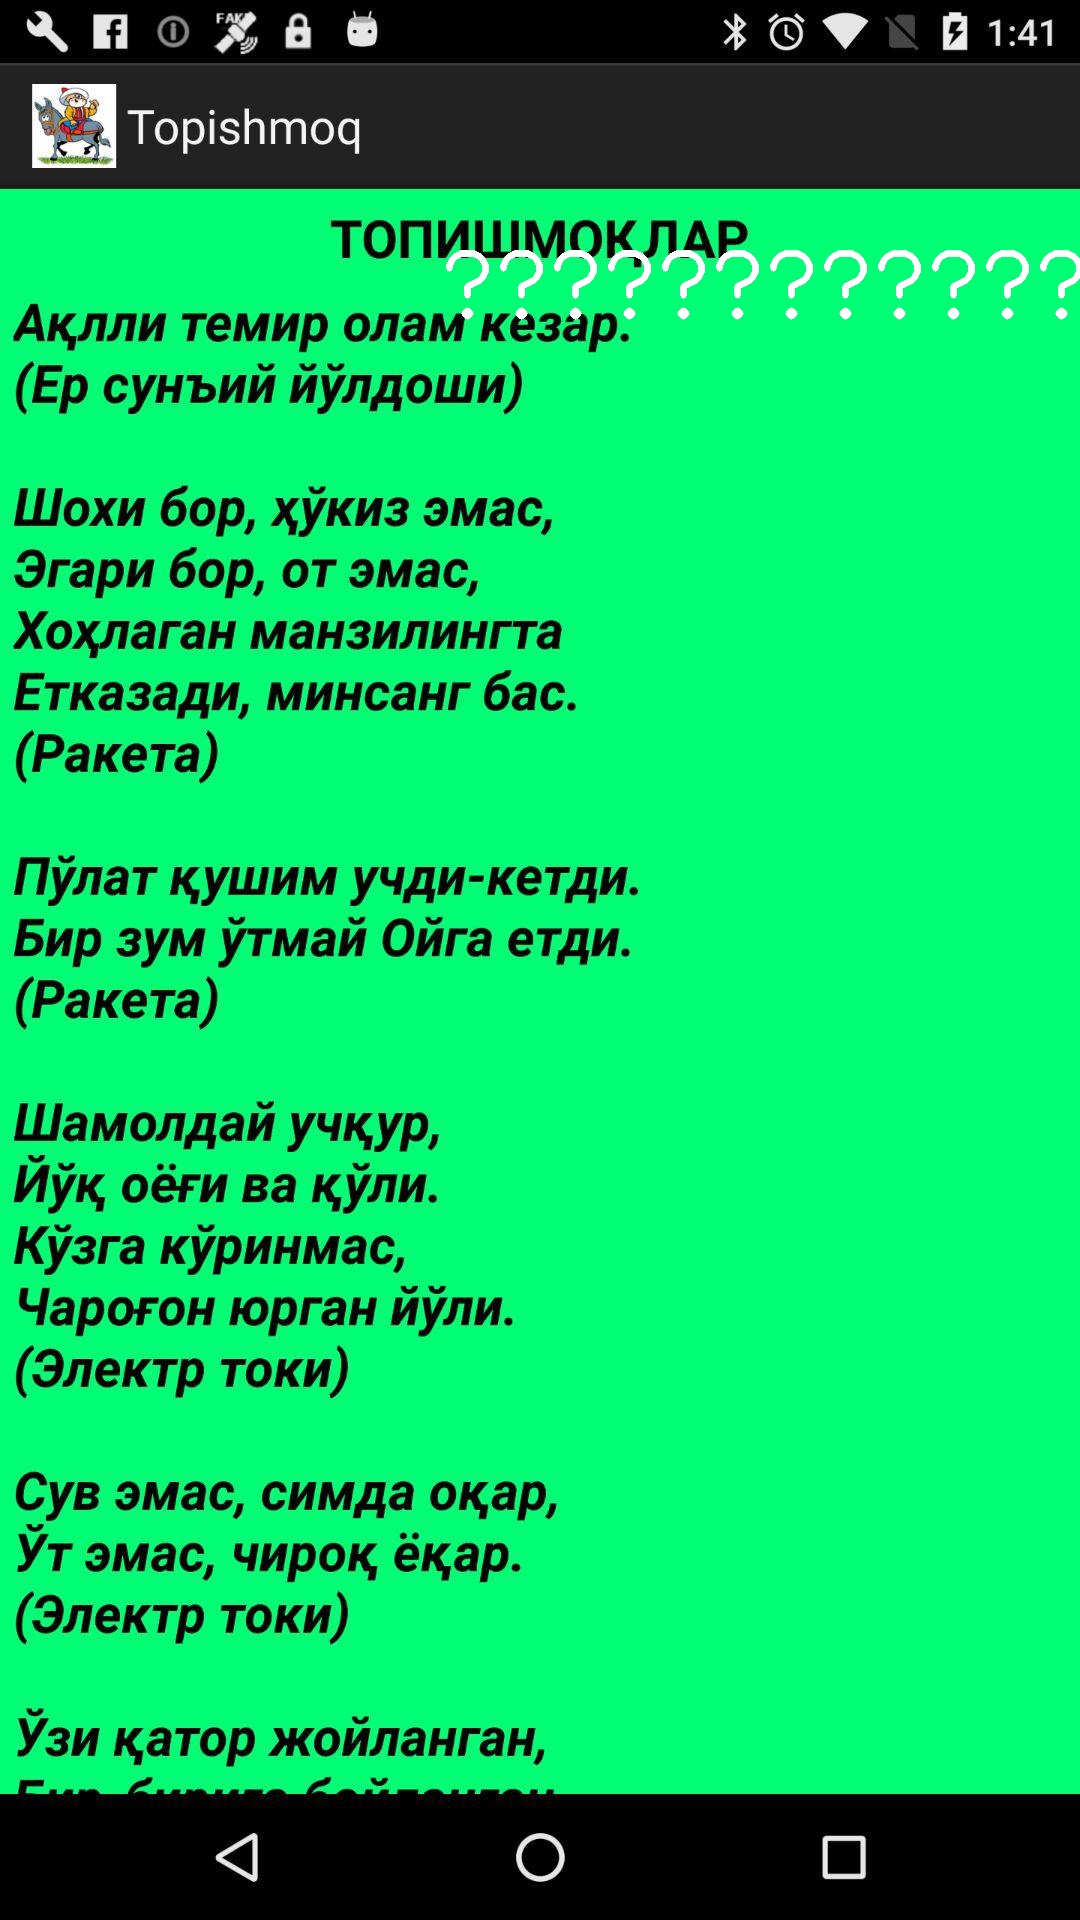 FAKE
1:41
Topishmoq
ТОПИШМОҚЛАР
????????????
Ақлли темир олам кезар.
(Ер сунъий йўлдоши)
Шохи бор, ҳўкиз эмас,
Эгари бор, от эмас,
Хоҳлаган манзилингта
Етказади, минсанг бас.
(Ракета)
Пўлат қушим учди-кетди.
Бир зум ўтмай Ойга етди.
(Ракета)
Шамолдай учқур,
Йўқ оёғи ва қўли.
Кўзга кўринмас,
Чароғон юрган йўли.
(Электр токи)
Сув эмас, симда оқар,
Ўт эмас, чироқ ёқар.
(Электр токи)
Ўзи қатор жойланган,